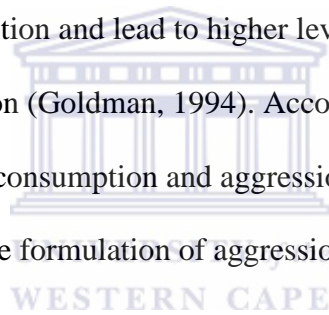 tion and lead to higher lev
on (Goldman, 1994). Acco
consumption and aggressio
e formulation of aggressio
WESTERN CAPE